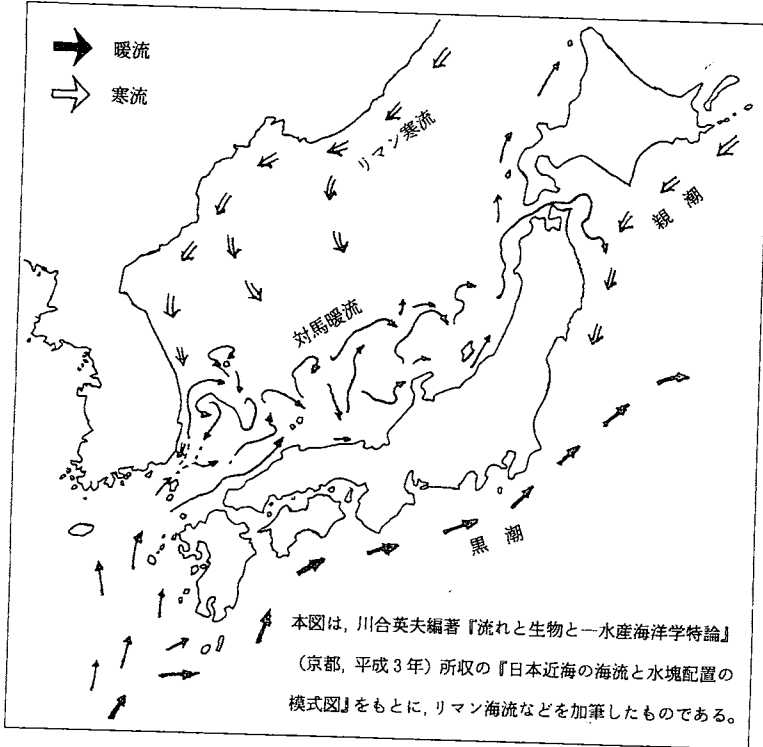 暖流
寒流
リマン寒流
親潮
対馬暖流
黒潮
本図は，川合英夫編著『流れと生物と―水産海洋学特論』
（京都，平成3年）所収の『日本近海の海流と水塊配置の
模式図』をもとに，リマン海流などを加筆したものである。